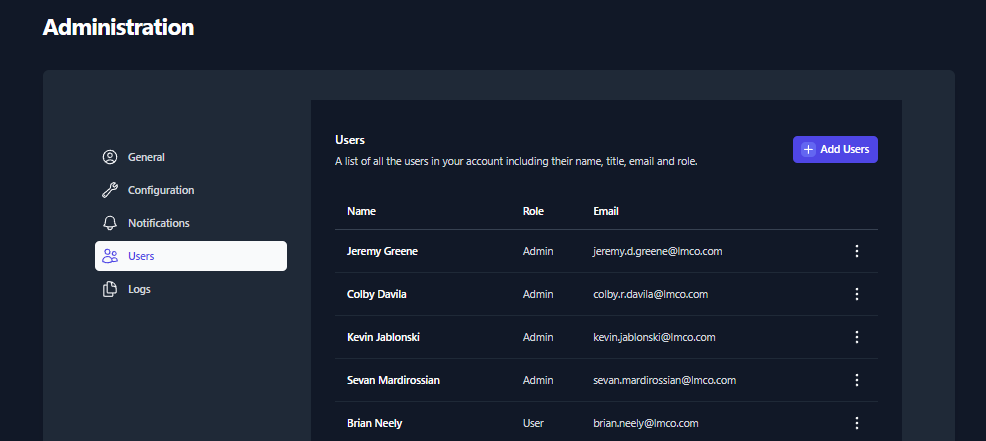 Administration
General
Configuration
Notifications
Users
Logs
Users
A list of all the users in your account including their name, title, email and role.
Add Users
Name Role Email
Jeremy Greene Admin jeremy.d.greene@lmco.com
Colby Davila Admin colby.r.davila@lmco.com
Kevin Jablonski Admin kevin.jablonski@lmco.com
Sevan Mardirossian Admin sevan.mardirossian@lmco.com
Brian Neely User brian.neely@lmco.com